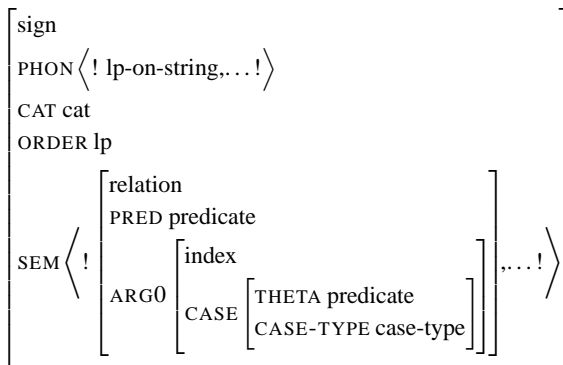 sign
PHON ⟨! lp-on-string,...!⟩
CAT cat
ORDER lp
relation
PRED predicate
index
SEM ⟨! ARG0 CASE THETA predicate ,...!⟩
CASE-TYPE case-type